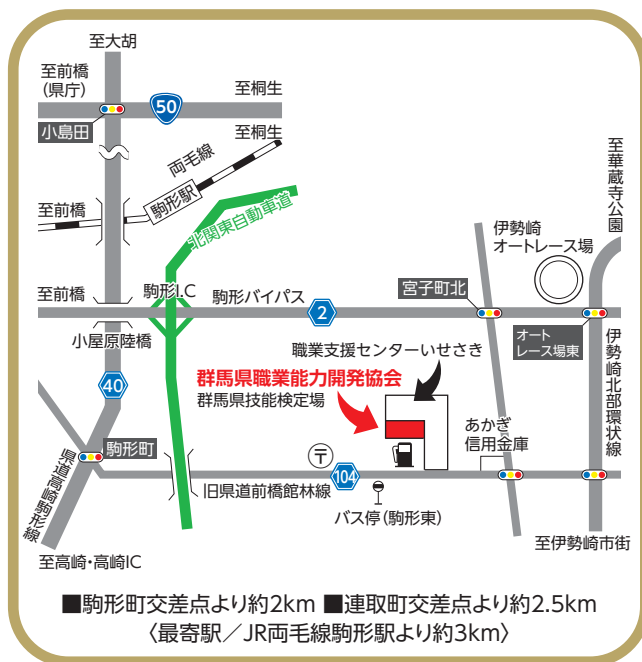 至大胡
至前橋
(県庁)
50
至桐生
小島田
至桐生
両毛線
駒形駅
至前橋
北関東自動車道
至華蔵寺公園
伊勢崎
オートレース場
至前橋
駒形I.C
駒形バイパス
2
宮子町北
小屋原陸橋
オート
レース場東
職業支援センターいせさき
40
群馬県職業能力開発協会
群馬県技能検定場
伊勢崎北部環状線
あかぎ
信用金庫
駒形町
〒
104
県道高崎駒形線
旧県道前橋館林線
バス停(駒形東)
至高崎・高崎IC
至伊勢崎市街
■駒形町交差点より約2km ■連取町交差点より約2.5km
〈最寄駅/JR両毛線駒形駅より約3km〉